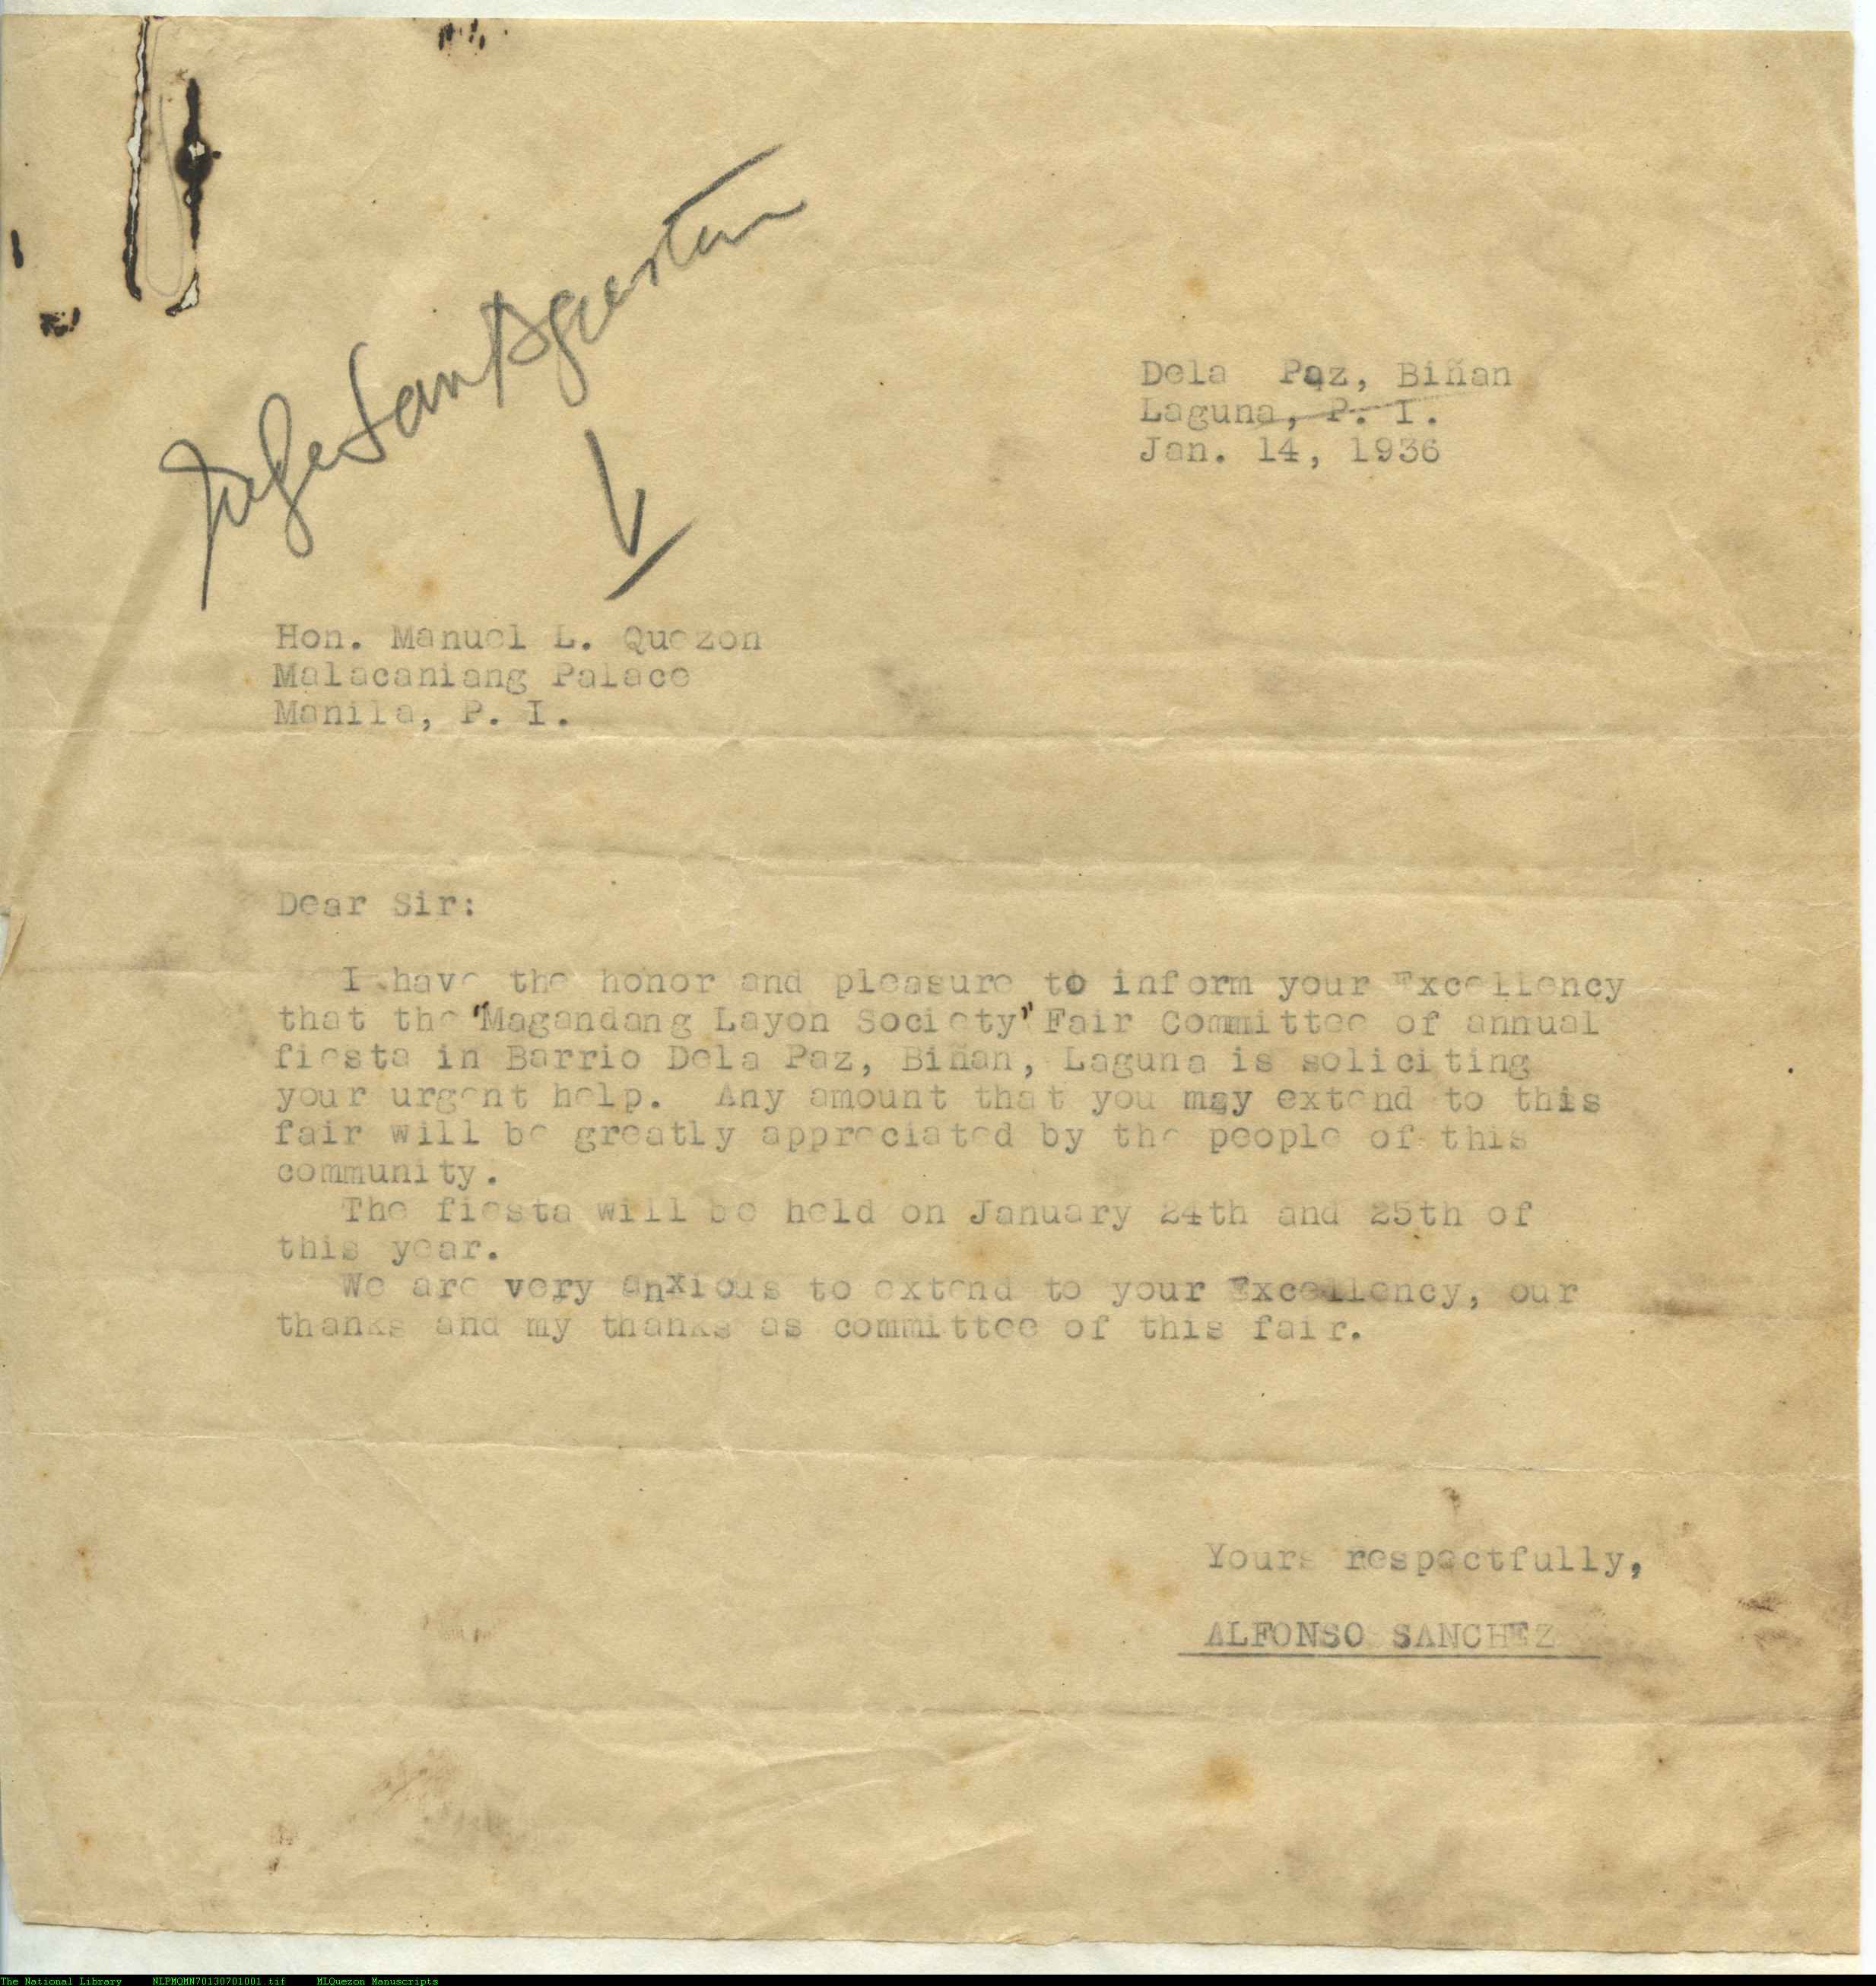 Judge San Agustin
Dela Paz, Biñan
Laguna, P. I.
Jan. 14, 1936
Hon. Manuel L. Quezon
Malacaniang Palace
Manila, P. I.
Dear Sir:
I have the honor and pleasure to inform your Excellency
that the "Magandang Layon Society" Fair Committee of annual
fiesta in Barrio Dela Paz, Biñan, Laguna is soliciting
your urgent help. Any amount that you may extend to this
fair will be greatly appreciated by the people of this
community.
The fiesta will be held on January 24th and 25th of
this year.
We are very anxious to extend to your Excellency, our
thanks and my thanks as committee of this fair.
Yours respectfully,
ALFONSO SANCHEZ
The National Library NLPMQMN70130701001.tif MLQuezon Manuscripts